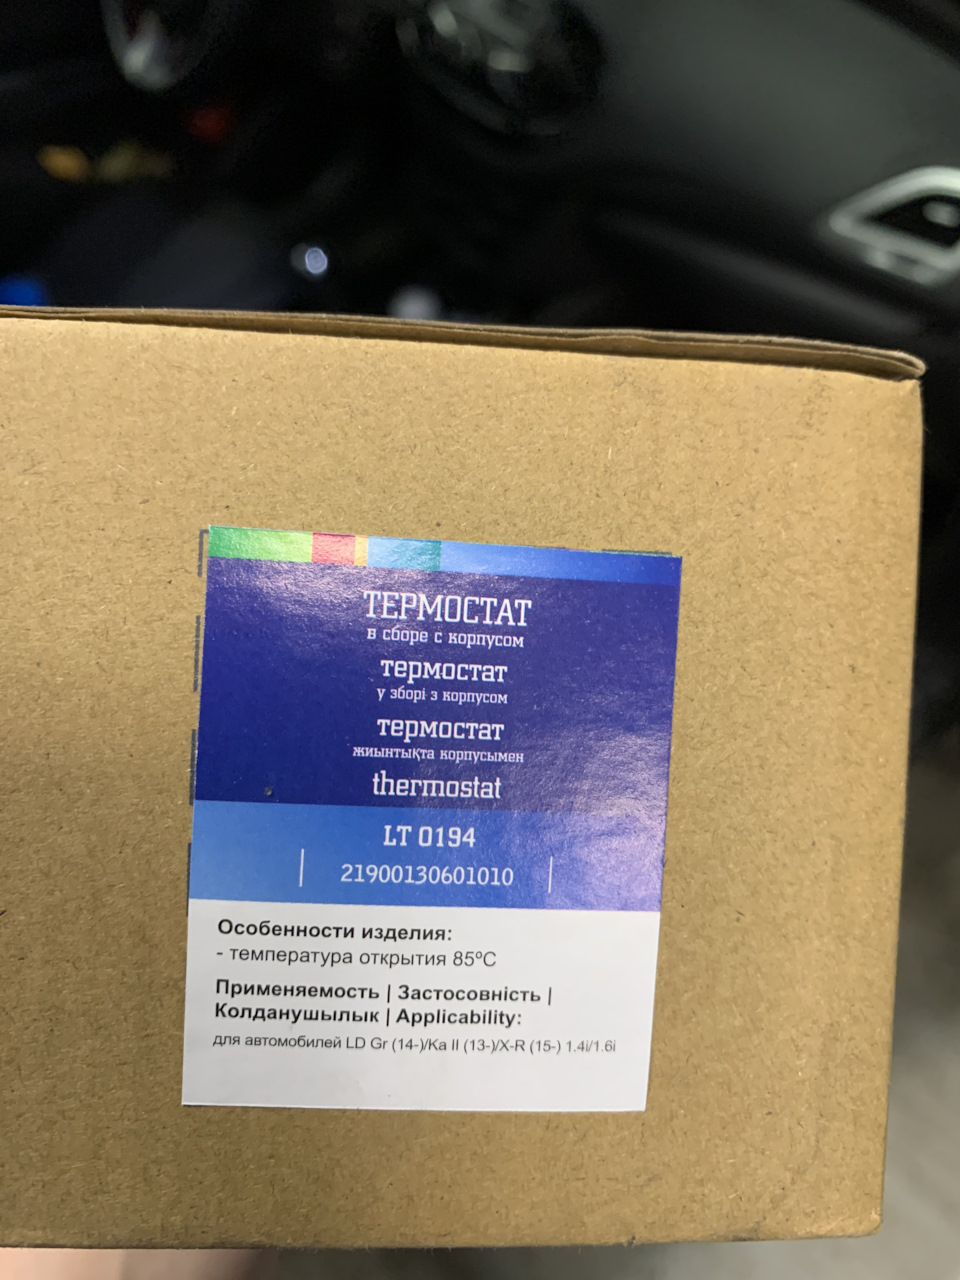 ТЕРМОСТАТ
в сборе с корпусом
термостат
у зборі з корпусом
термостат
жиынтықта корпусымен
thermostat
LT 0194
21900130601010
Особенности изделия:
- температура открытия 85ºС
Применяемость | Застосовність |
Колданушылык | Applicability:
для автомобилей LD Gr (14-)/Ka II (13-)/X-R (15-) 1.4i/1.6i